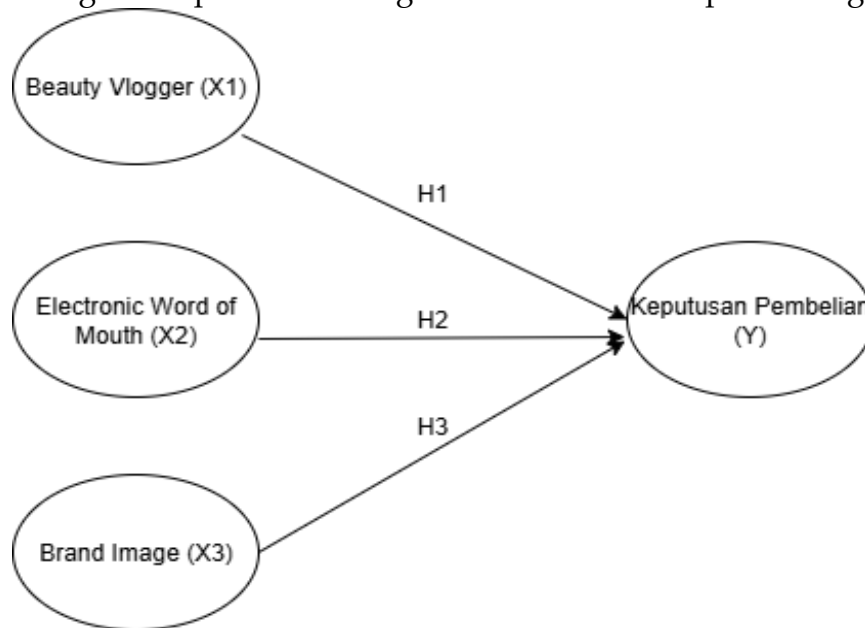 Beauty Vlogger (X1)
H1
Electronic Word of
Mouth (X2)
H2
Keputusan Pembelian
(Y)
H3
Brand Image (X3)